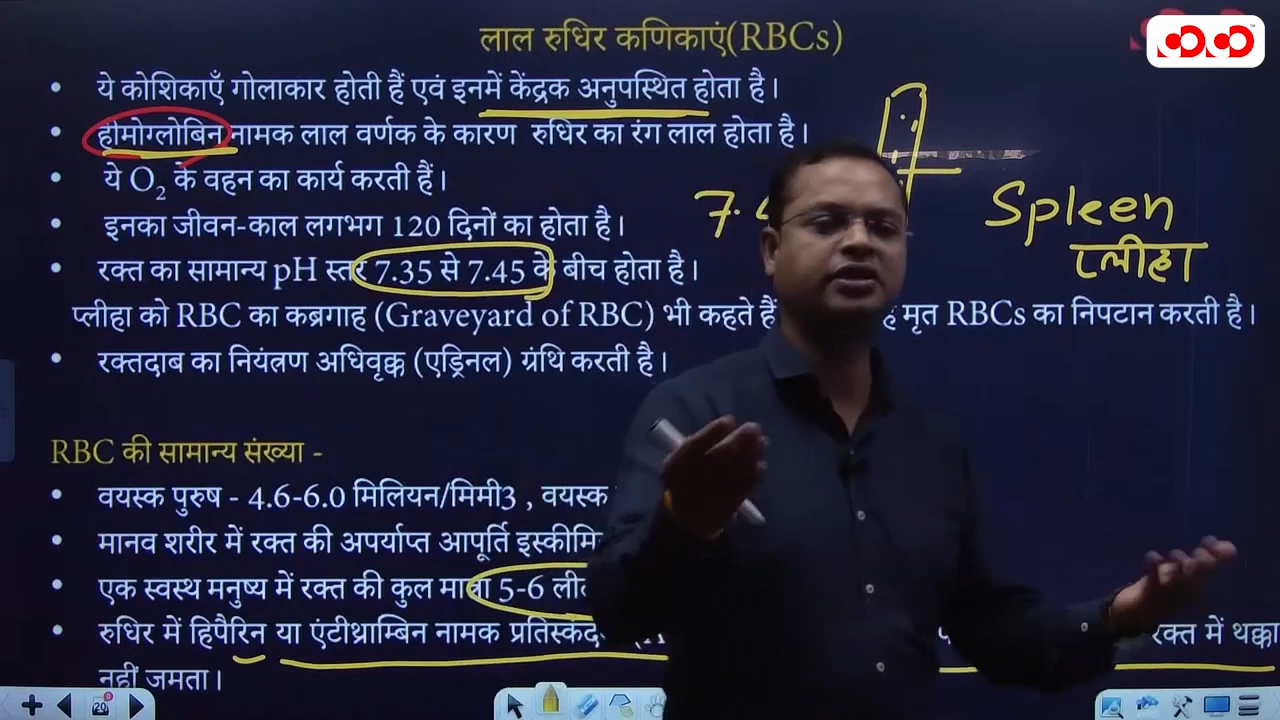 लाल रुधिर कणिकाएं(RBCs)
• ये कोशिकाएँ गोलाकार होती हैं एवं इनमें केंद्रक अनुपस्थित होता है।
• हीमोग्लोबिन नामक लाल वर्णक के कारण रुधिर का रंग लाल होता है।
• ये O₂ के वहन का कार्य करती हैं।
• इनका जीवन-काल लगभग 120 दिनों का होता है।
• रक्त का सामान्य pH स्तर 7.35 से 7.45 के बीच होता है।
7.
Spleen
प्लीहा
प्लीहा को RBC का कब्रगाह (Graveyard of RBC) भी कहते हैं मृत RBCs का निपटान करती है।
• रक्तदाब का नियंत्रण अधिवृक्क (एड्रिनल) ग्रंथि करती है।
RBC की सामान्य संख्या -
• वयस्क पुरुष - 4.6-6.0 मिलियन/मिमी3 , वयस्क
• मानव शरीर में रक्त की अपर्याप्त आपूर्ति
• एक स्वस्थ मनुष्य में रक्त की कुल मात्रा 5-6
• रुधिर में हिपैरिन या एंटीथ्राम्बिन नामक रक्त में थक्का
नहीं जमता।
20